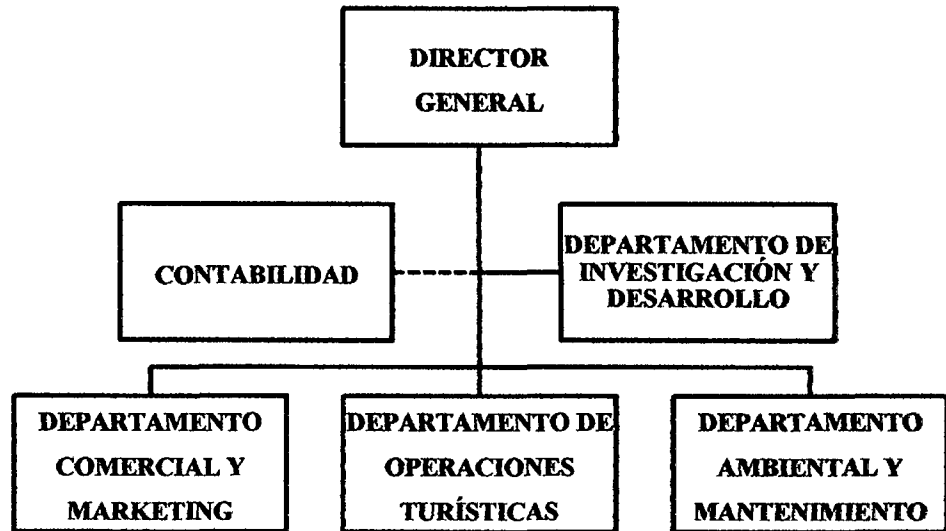 DIRECTOR
GENERAL
CONTABILIDAD
DEPARTAMENTO DE
INVESTIGACIÓN Y
DESARROLLO
DEPARTAMENTO
COMERCIAL Y
MARKETING
DEPARTAMENTO DE
OPERACIONES
TURÍSTICAS
DEPARTAMENTO
AMBIENTAL Y
MANTENIMIENTO